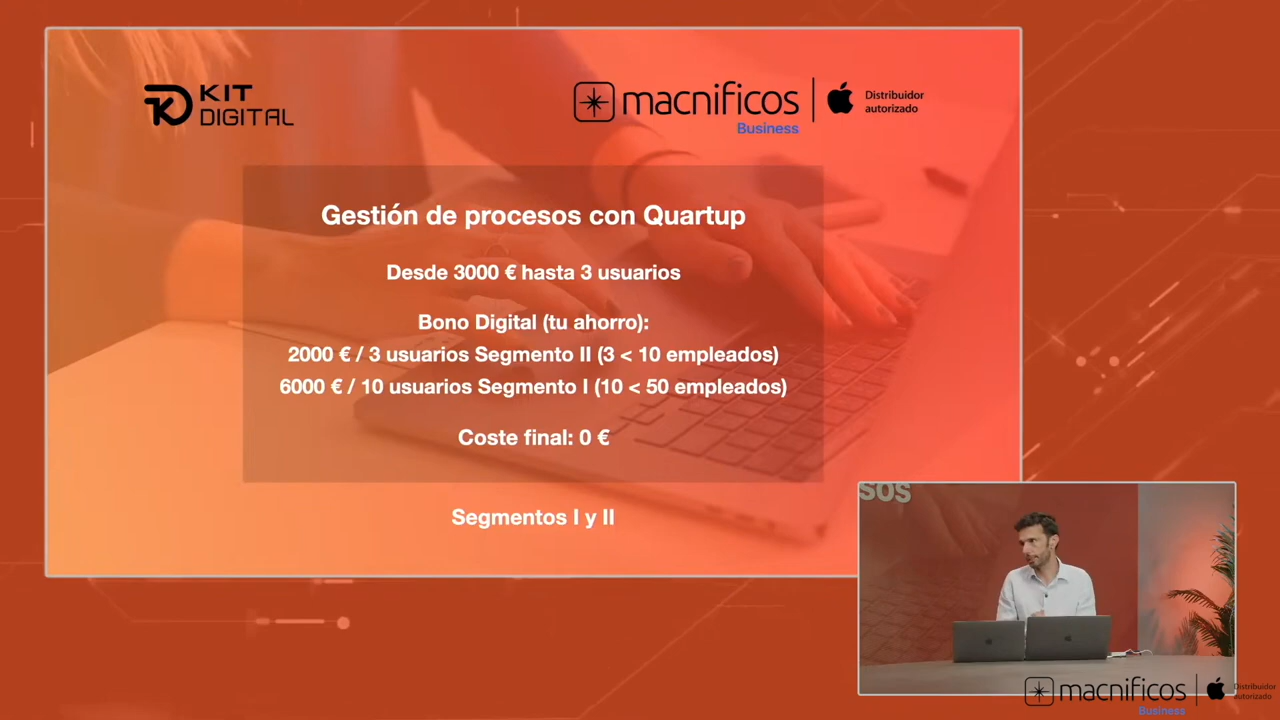 KIT
DIGITAL
macnificos
Business
Distribuidor
autorizado
Gestión de procesos con Quartup
Desde 3000 € hasta 3 usuarios
Bono Digital (tu ahorro):
2000 € / 3 usuarios Segmento II (3 < 10 empleados)
6000 € / 10 usuarios Segmento I (10 < 50 empleados)
Coste final: 0 €
Segmentos I y II
SOS
macnificos
Business
Distribuidor
autorizado